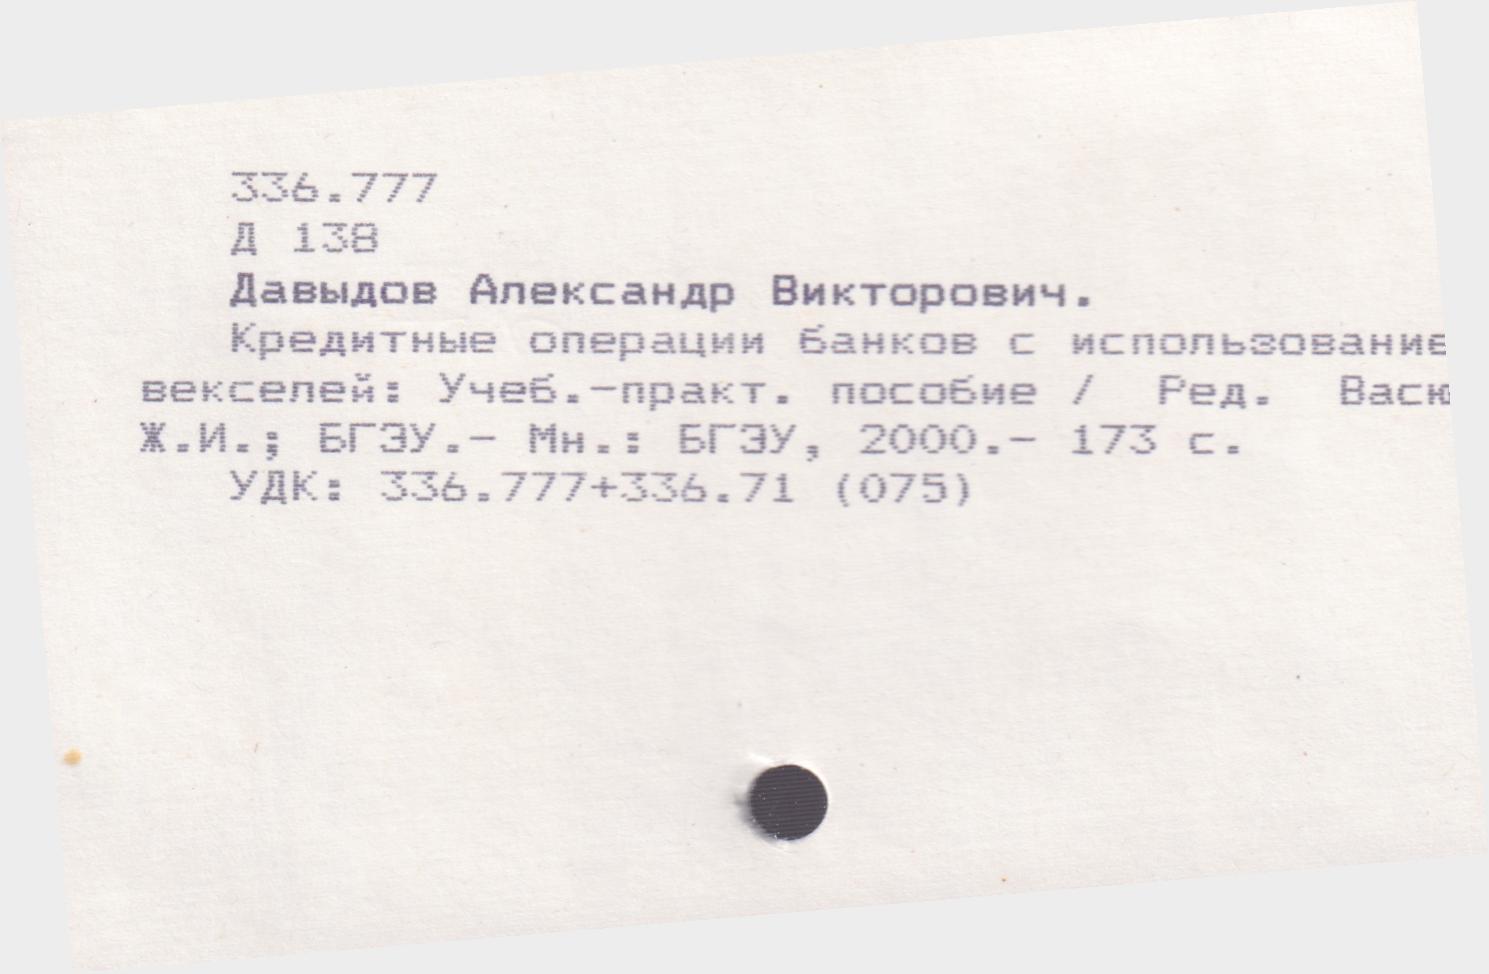 336.777
Д 138
Давыдов Александр Викторович.
Кредитные операции банков с использование
векселей: Учеб.-практ. пособие / Ред. Васю
Ж.И.; БГЭУ.- Мн.: БГЭУ, 2000.- 173 с.
УДК: 336.777+336.71 (075)